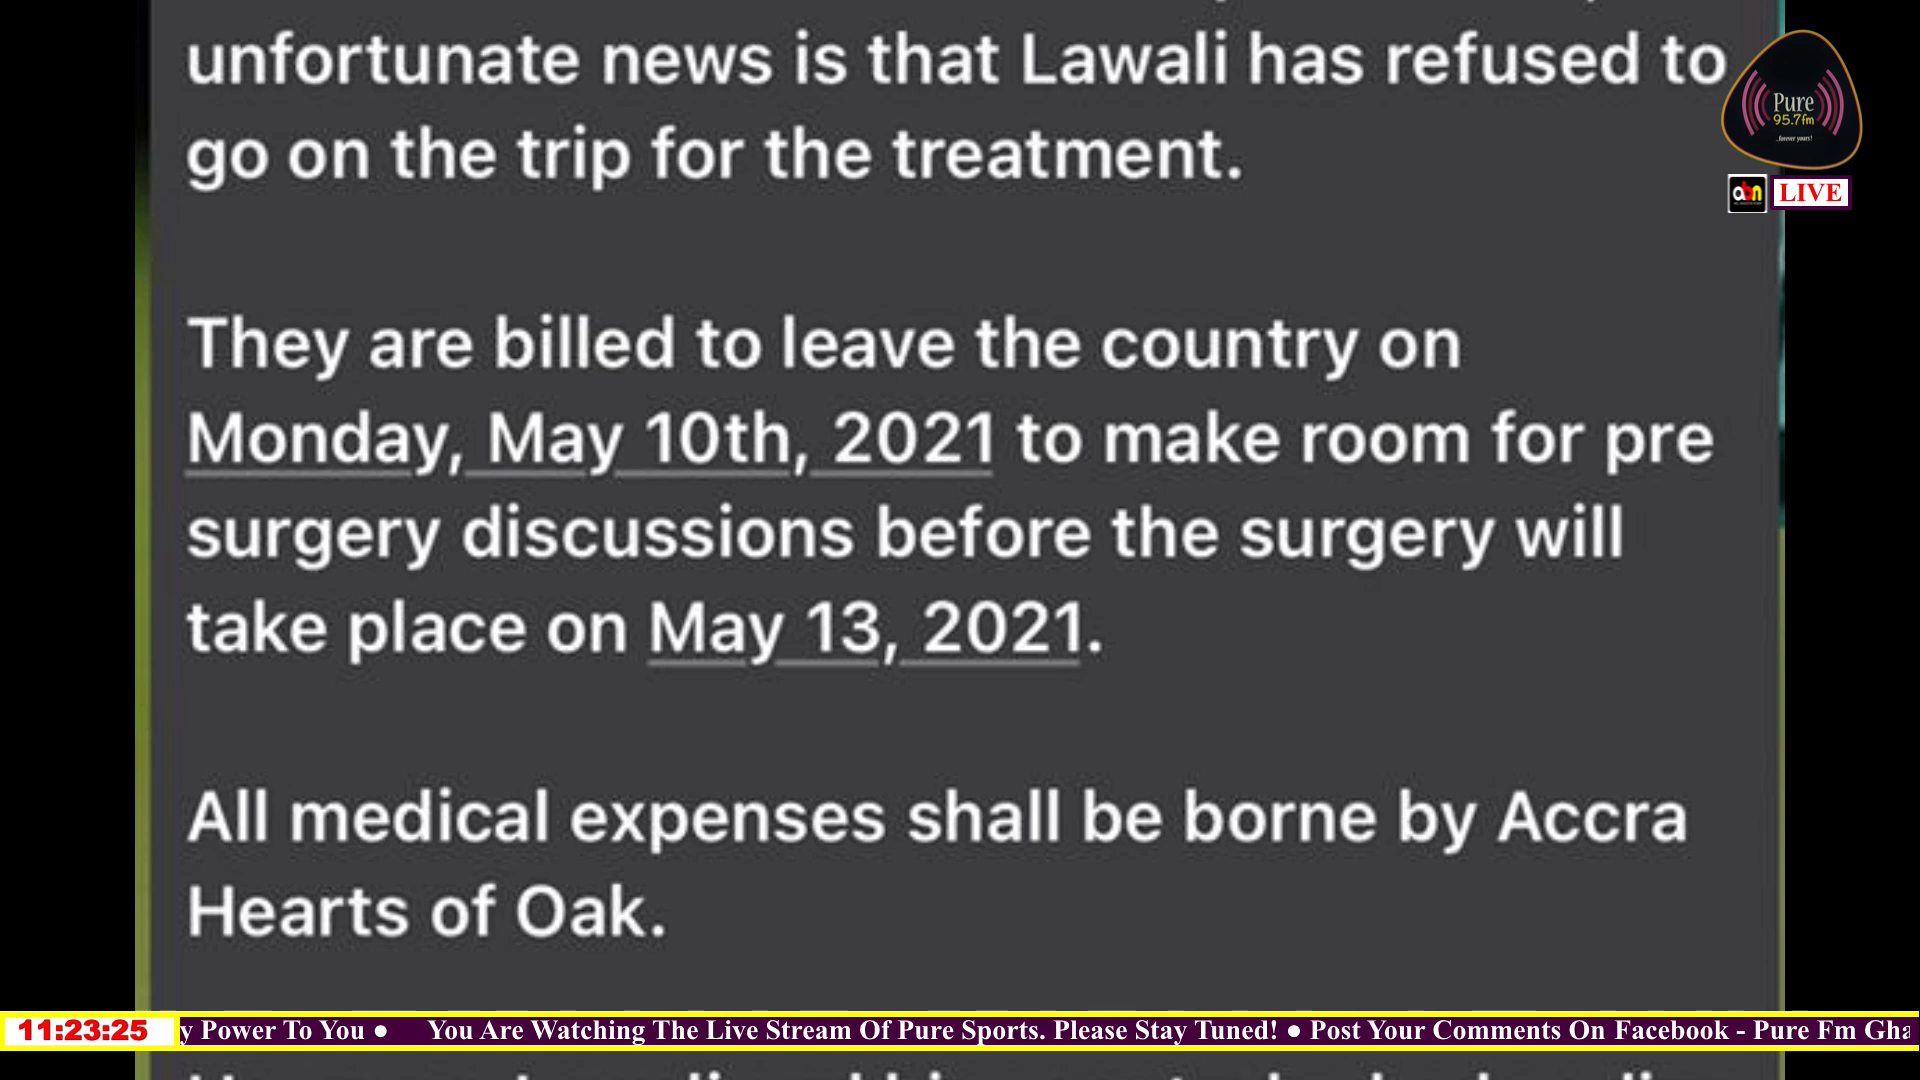 unfortunate news is that Lawali has refused to
go on the trip for the treatment.
They are billed to leave the country on
Monday, May 10th, 2021 to make room for pre
surgery discussions before the surgery will
take place on May 13, 2021.
All medical expenses shall be borne by Accra
Hearts of Oak.
Pure
95.7fm
..forever yours!
abn
LIVE
11:23:25
y Power To You ● You Are Watching The Live Stream Of Pure Sports. Please Stay Tuned! ● Post Your Comments On Facebook - Pure Fm Gha